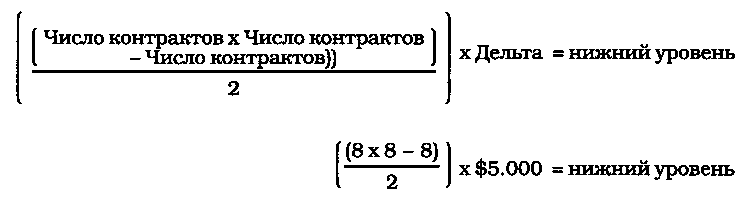 ( Число контрактов x Число контрактов
– Число контрактов))
2
x Дельта = нижний уровень
(8 x 8 – 8)
2
x $5.000 = нижний уровень